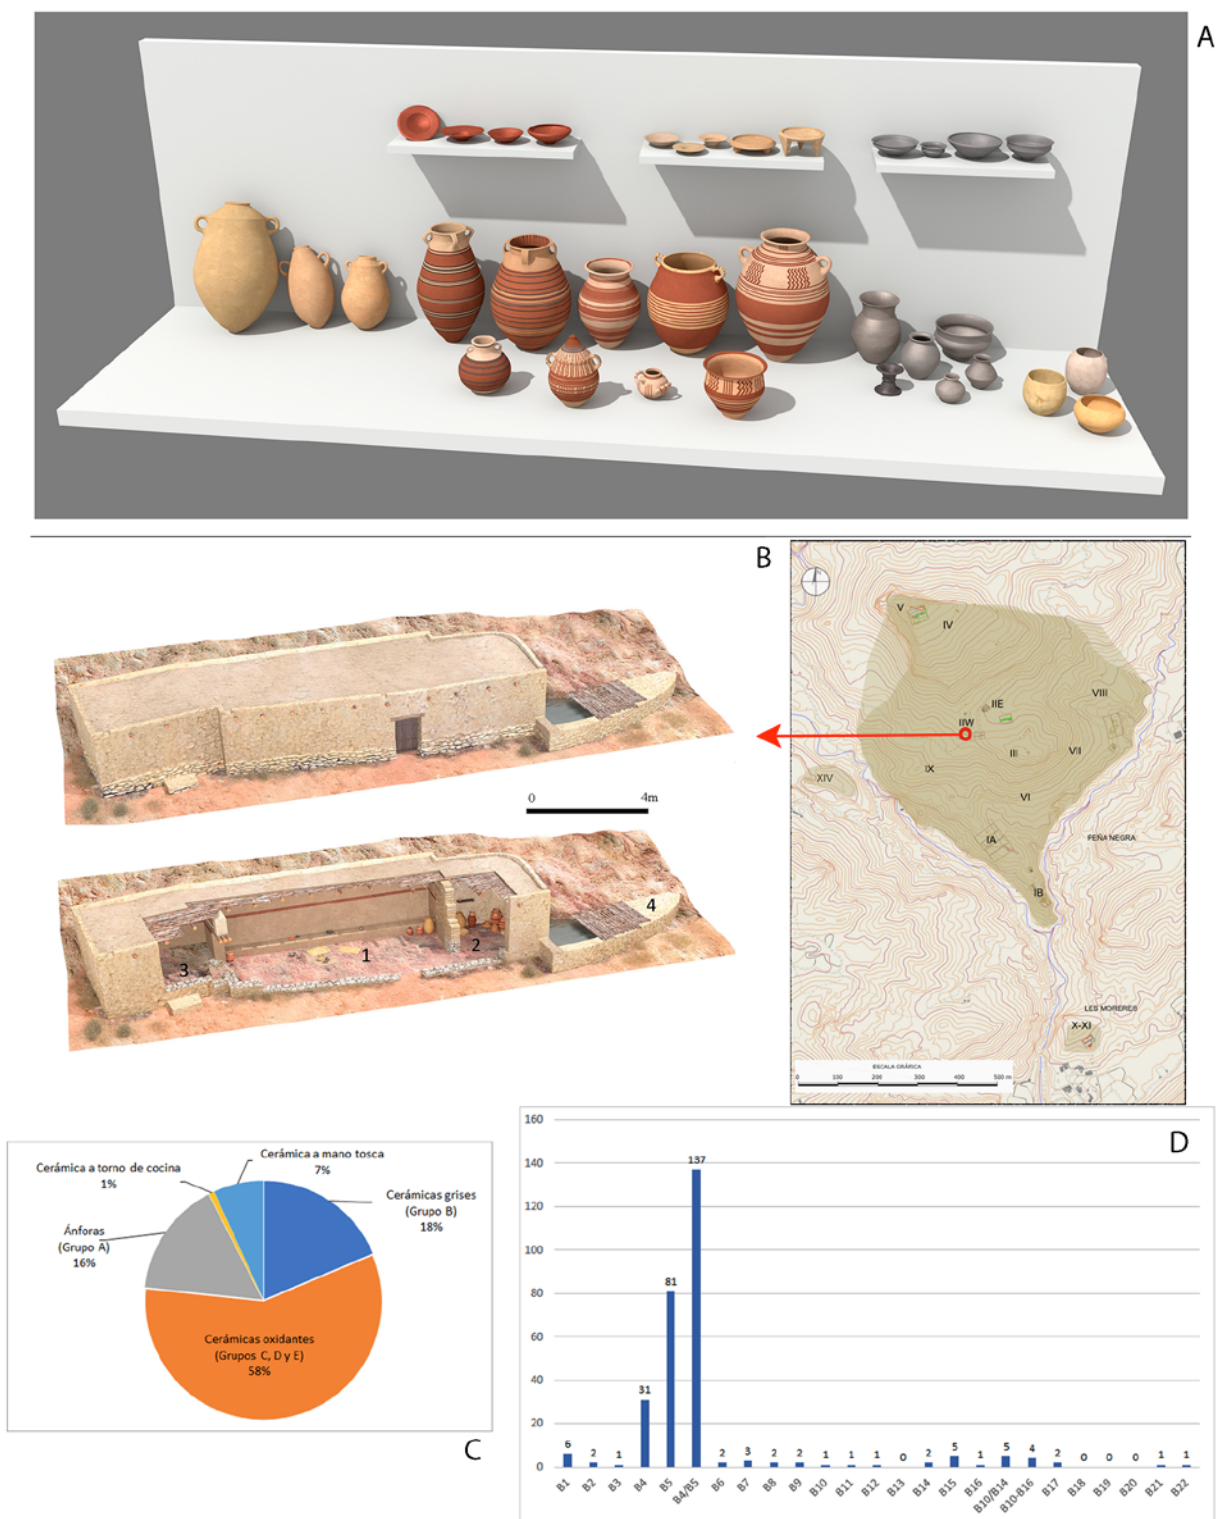 A
B
N
V
IV
VIII
IIE
IIW
III
VII
IX
XIV
VI
IA
PEÑA NEGRA
IB
LES MORERES
X-XI
ESCALA GRÁFICA
0 100 200 300 400 500 m
0 4m
1
2
3
4
Cerámica a torno de cocina
1%
Cerámica a mano tosca
7%
Cerámicas grises
(Grupo B)
18%
Ánforas
(Grupo A)
16%
Cerámicas oxidantes
(Grupos C, D y E)
58%
C
D
160
140
120
100
80
60
40
20
0
6 2 1 31 81 137 2 3 2 2 1 1 1 0 2 5 1 5 4 2 0 0 0 1 1
B1 B2 B3 B4 B5 B4/B5 B6 B7 B8 B9 B10 B11 B12 B13 B14 B15 B16 B10/B14 B10-B16 B17 B18 B19 B20 B21 B22